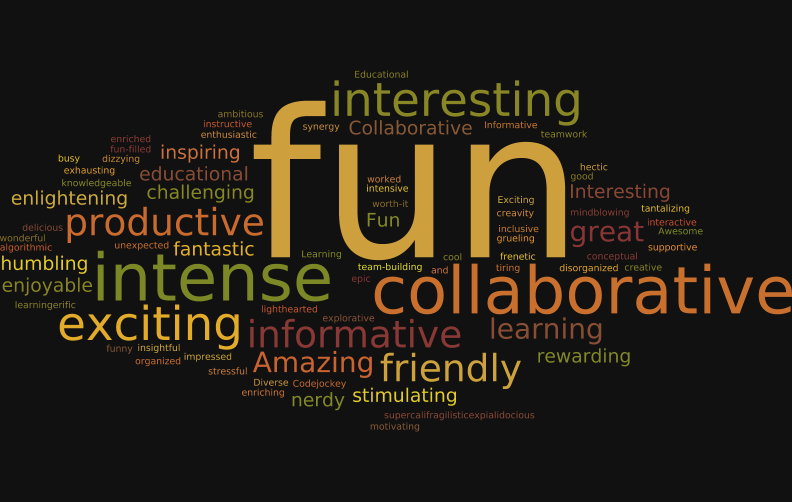 Educational
interesting
ambitious
instructive
synergy
Collaborative
Informative
enthusiastic
teamwork
enriched
fun-filled
fun
busy
dizzying
inspiring
hectic
exhausting
educational
worked
good
knowledgeable
intensive
challenging
Interesting
enlightening
worth-it
Exciting
tantalizing
creavity
mindblowing
productive
Fun
interactive
delicious
inclusive
great
Awesome
wonderful
grueling
algorithmic
unexpected
fantastic
supportive
Learning
cool
frenetic
conceptual
humbling
team-building
and
tiring
disorganized
creative
intense
epic
enjoyable
collaborative
learningerific
lighthearted
exciting
explorative
informative
learning
funny
insightful
organized
impressed
rewarding
Amazing
friendly
stressful
Diverse
Codejockey
enriching
nerdy
stimulating
supercalifragilisticexpialidocious
motivating